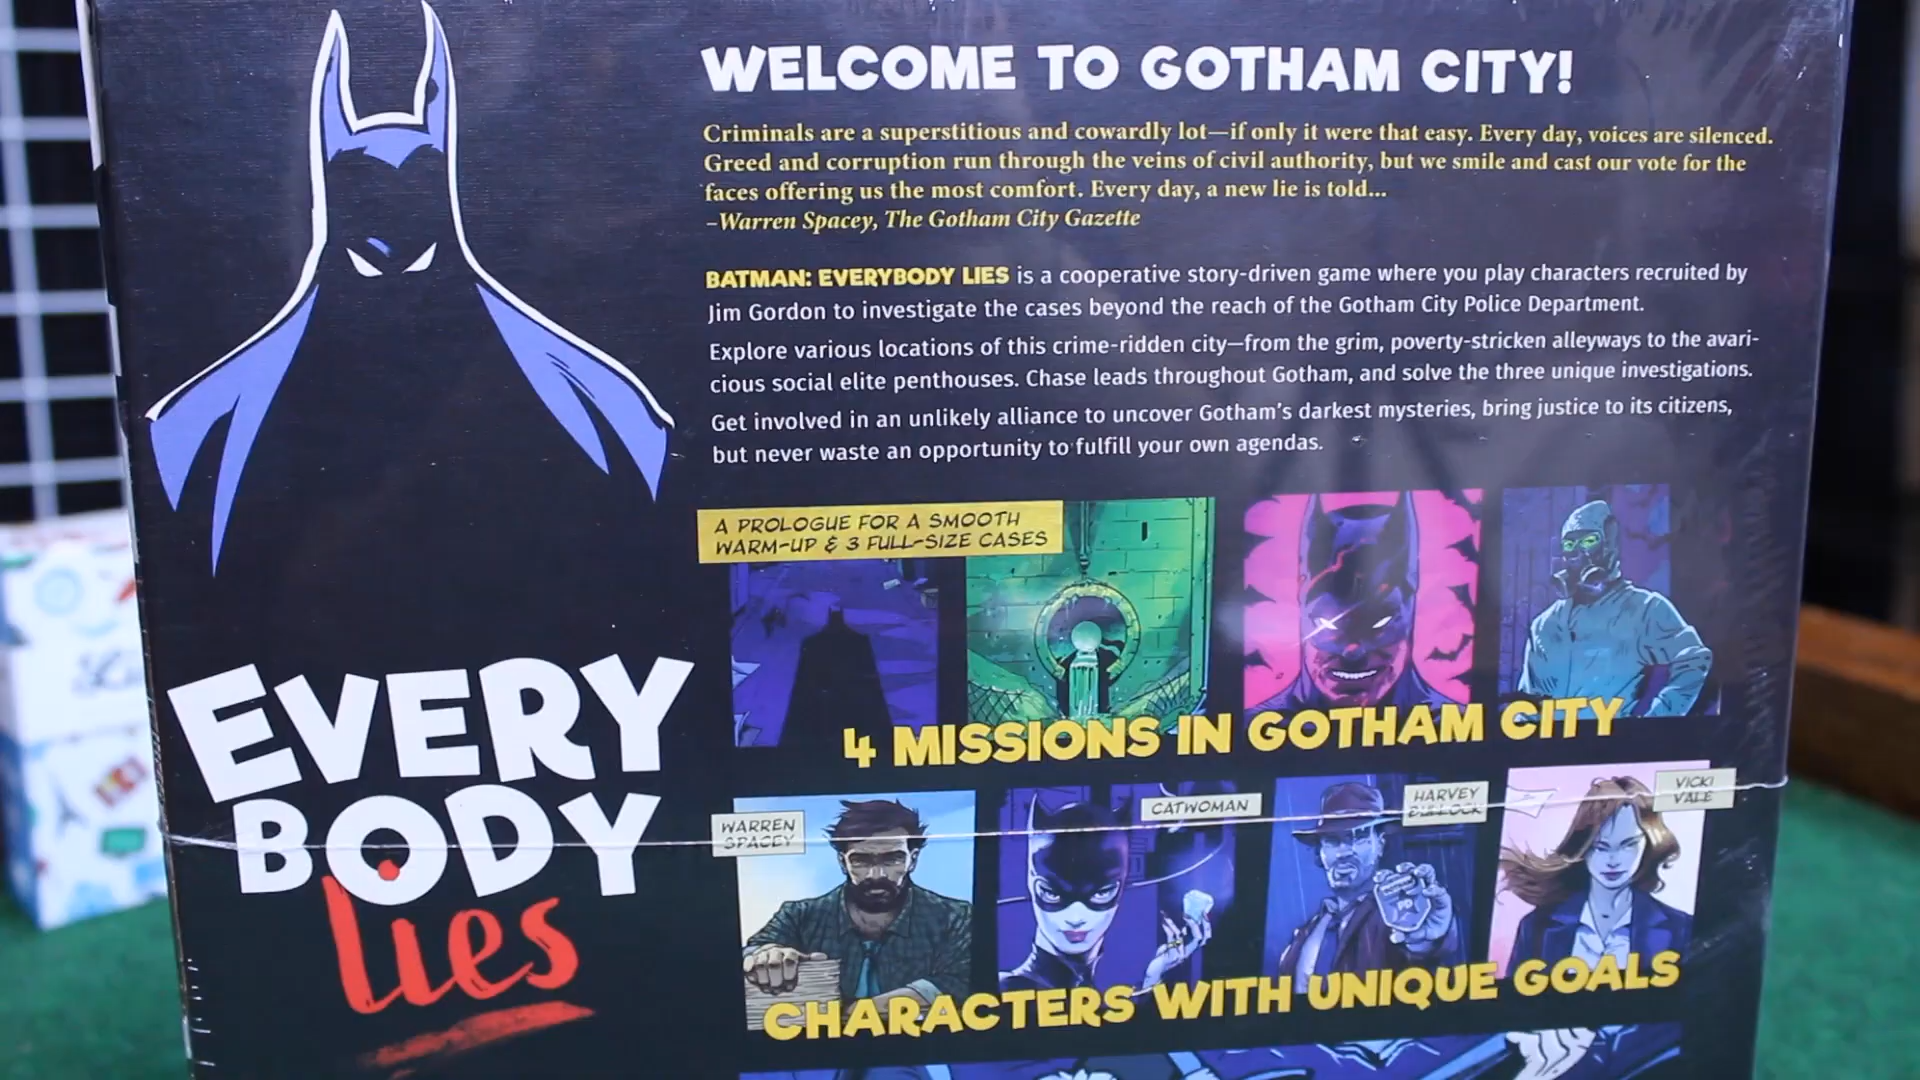 WELCOME TO GOTHAM CITY!
Criminals are a superstitious and cowardly lot—if only it were that easy. Every day, voices are silenced.
Greed and corruption run through the veins of civil authority, but we smile and cast our vote for the
faces offering us the most comfort. Every day, a new lie is told...
–Warren Spacey, The Gotham City Gazette
BATMAN: EVERYBODY LIES is a cooperative story-driven game where you play characters recruited by
Jim Gordon to investigate the cases beyond the reach of the Gotham City Police Department.
Explore various locations of this crime-ridden city—from the grim, poverty-stricken alleyways to the avari-
cious social elite penthouses. Chase leads throughout Gotham, and solve the three unique investigations.
Get involved in an unlikely alliance to uncover Gotham's darkest mysteries, bring justice to its citizens,
but never waste an opportunity to fulfill your own agendas.
A PROLOGUE FOR A SMOOTH
WARM-UP & 3 FULL-SIZE CASES
4 MISSIONS IN GOTHAM CITY
EVERY
BODY
lies
WARREN
SPACEY
CATWOMAN
HARVEY
BULLOCK
VICKI
VALE
CHARACTERS WITH UNIQUE GOALS